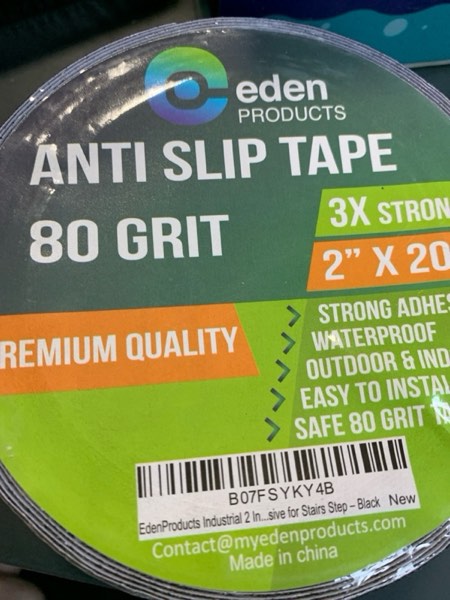 eden
PRODUCTS
ANTI SLIP TAPE
80 GRIT
3X STRON
2” X 20
REMIUM QUALITY
STRONG ADHES
WATERPROOF
OUTDOOR & IND
EASY TO INSTAL
SAFE 80 GRIT
B07FSYKY4B
EdenProducts Industrial 2 In...sive for Stairs Step – Black New
Contact@myedenproducts.com
Made in china